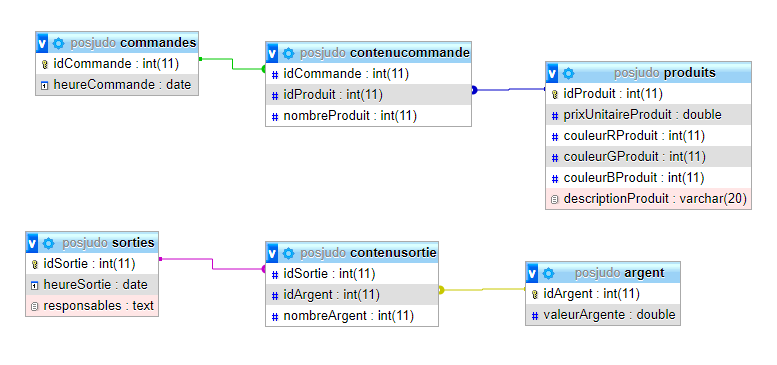 v posjudo commandes
idCommande : int(11)
heureCommande : date
v posjudo contenucommande
# idCommande : int(11)
# idProduit : int(11)
# nombreProduit : int(11)
v posjudo produits
idProduit : int(11)
# prixUnitaireProduit : double
# couleurRProduit : int(11)
# couleurGProduit : int(11)
# couleurBProduit : int(11)
descriptionProduit : varchar(20)
v posjudo sorties
idSortie : int(11)
heureSortie : date
responsables : text
v posjudo contenusortie
# idSortie : int(11)
# idArgent : int(11)
# nombreArgent : int(11)
v posjudo argent
idArgent : int(11)
# valeurArgente : double